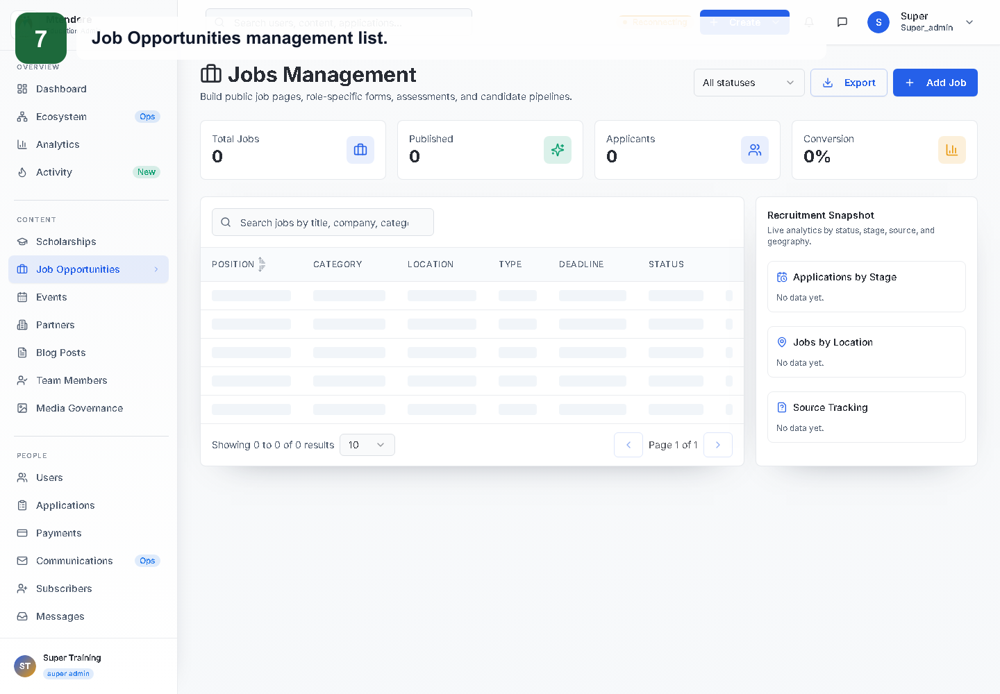 7
Job Opportunities management list.
Search users, content, applications...
Reconnecting
Create
S
Super
Super_admin
OVERVIEW
Dashboard
Ecosystem
Ops
Analytics
Activity
New
CONTENT
Scholarships
Job Opportunities
Events
Partners
Blog Posts
Team Members
Media Governance
PEOPLE
Users
Applications
Payments
Communications
Ops
Subscribers
Messages
ST
Super Training
super admin
Jobs Management
Build public job pages, role-specific forms, assessments, and candidate pipelines.
All statuses
Export
Add Job
Total Jobs
0
Published
0
Applicants
0
Conversion
0%
Search jobs by title, company, categ
POSITION
CATEGORY
LOCATION
TYPE
DEADLINE
STATUS
Showing 0 to 0 of 0 results
10
Page 1 of 1
Recruitment Snapshot
Live analytics by status, stage, source, and
geography.
Applications by Stage
No data yet.
Jobs by Location
No data yet.
Source Tracking
No data yet.